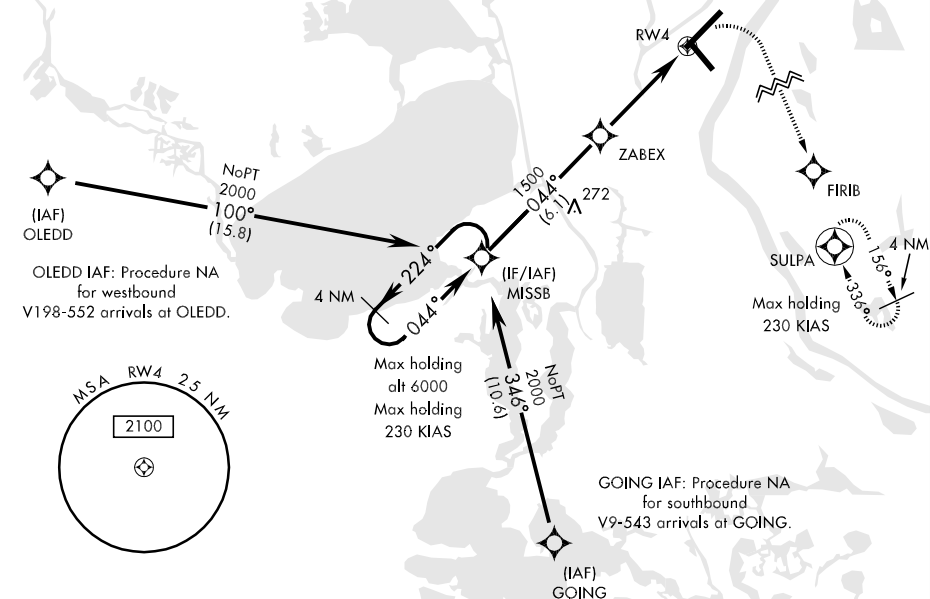 RW4
ZABEX
1500
044°
(6.1)
272
FIRIB
SULPA
4 NM
156°
336°
Max holding
230 KIAS
NoPT
2000
100°
(15.8)
(IAF)
OLEDD
OLEDD IAF: Procedure NA
for westbound
V198-552 arrivals at OLEDD.
224°
044°
4 NM
(IF/IAF)
MISSB
Max holding
alt 6000
Max holding
230 KIAS
NoPT
2000
346°
(10.6)
MSA RW4 25 NM
2100
GOING IAF: Procedure NA
for southbound
V9-543 arrivals at GOING.
(IAF)
GOING